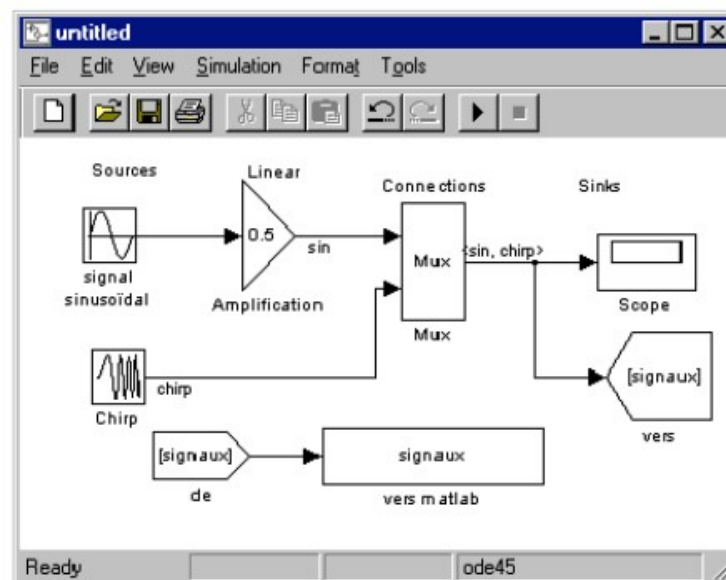 untitled
File Edit View Simulation Format Tools
Sources Linear Connections Sinks
0.5
sin
Mux
<sin, chirp>
signal
sinusoïdal
Amplification
Mux
Scope
chirp
Chirp
[signaux]
vers
[signaux]
signaux
de
vers matlab
Ready ode45